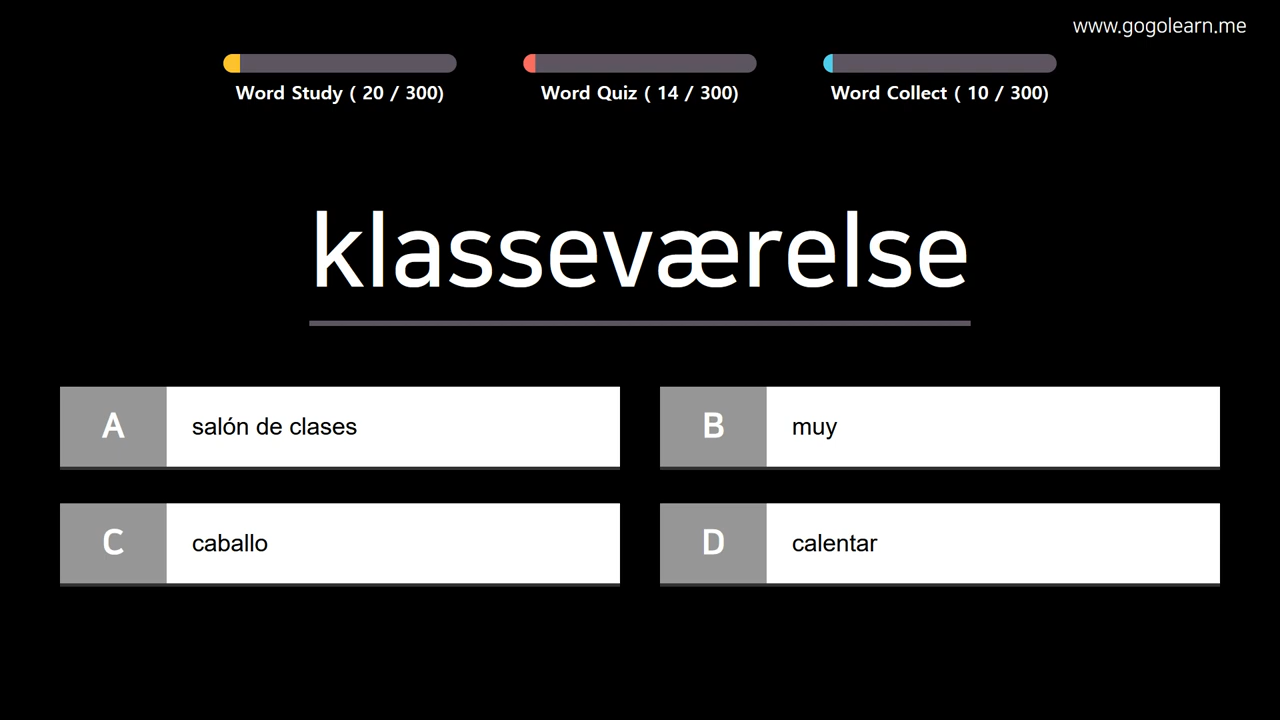 www.gogolearn.me
Word Study ( 20 / 300)
Word Quiz ( 14 / 300)
Word Collect ( 10 / 300)
klasseværelse
A salón de clases
B muy
C caballo
D calentar